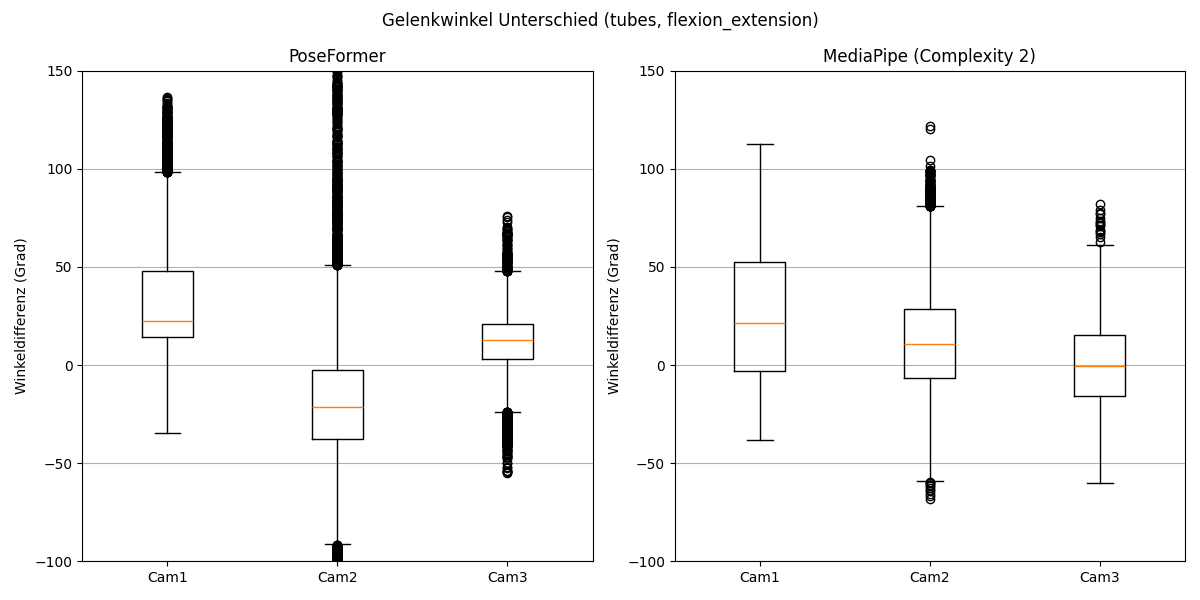 Gelenkwinkel Unterschied (tubes, flexion_extension)
PoseFormer
150
100
50
0
−50
−100
Winkeldifferenz (Grad)
Cam1
Cam2
Cam3
MediaPipe (Complexity 2)
150
100
50
0
−50
−100
Winkeldifferenz (Grad)
Cam1
Cam2
Cam3